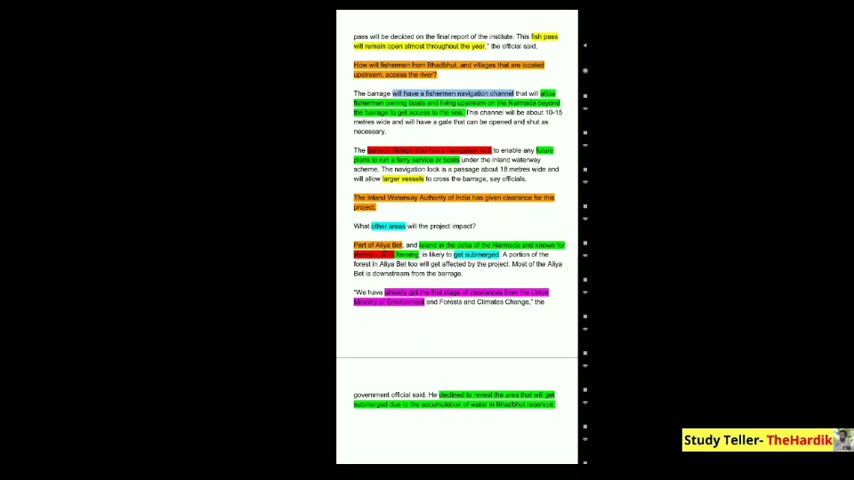 pass will be decided on the final report of the institute. This fish pass
will remain open almost throughout the year," the official said.
How will fishermen from Bhadbhut, and villages that are located
upstream, access the river?
The barrage will have a fishermen navigation channel that will allow
fishermen owning boats and living upstream on the Narmada beyond
the barrage to get access to the sea. This channel will be about 10-15
metres wide and will have a gate that can be opened and shut as
necessary.
The barrage design also has a navigation lock to enable any future
plans to run a ferry service or boats under the inland waterway
scheme. The navigation lock is a passage about 18 metres wide and
will allow larger vessels to cross the barrage, say officials.
The Inland Waterway Authority of India has given clearance for this
project.
What other areas will the project impact?
Part of Aliya Bet, and island in the delta of the Narmada and known for
farming, is likely to get submerged. A portion of the
forest in Aliya Bet too will get affected by the project. Most of the Aliya
Bet is downstream from the barrage.
"We have already got the first stage of clearances from the Union
Ministry of Environment and Forests and Climates Change," the
government official said. He declined to reveal the area that will get
submerged due to the accumulation of water in Bhadbhut reservoir.
Study Teller- TheHardik